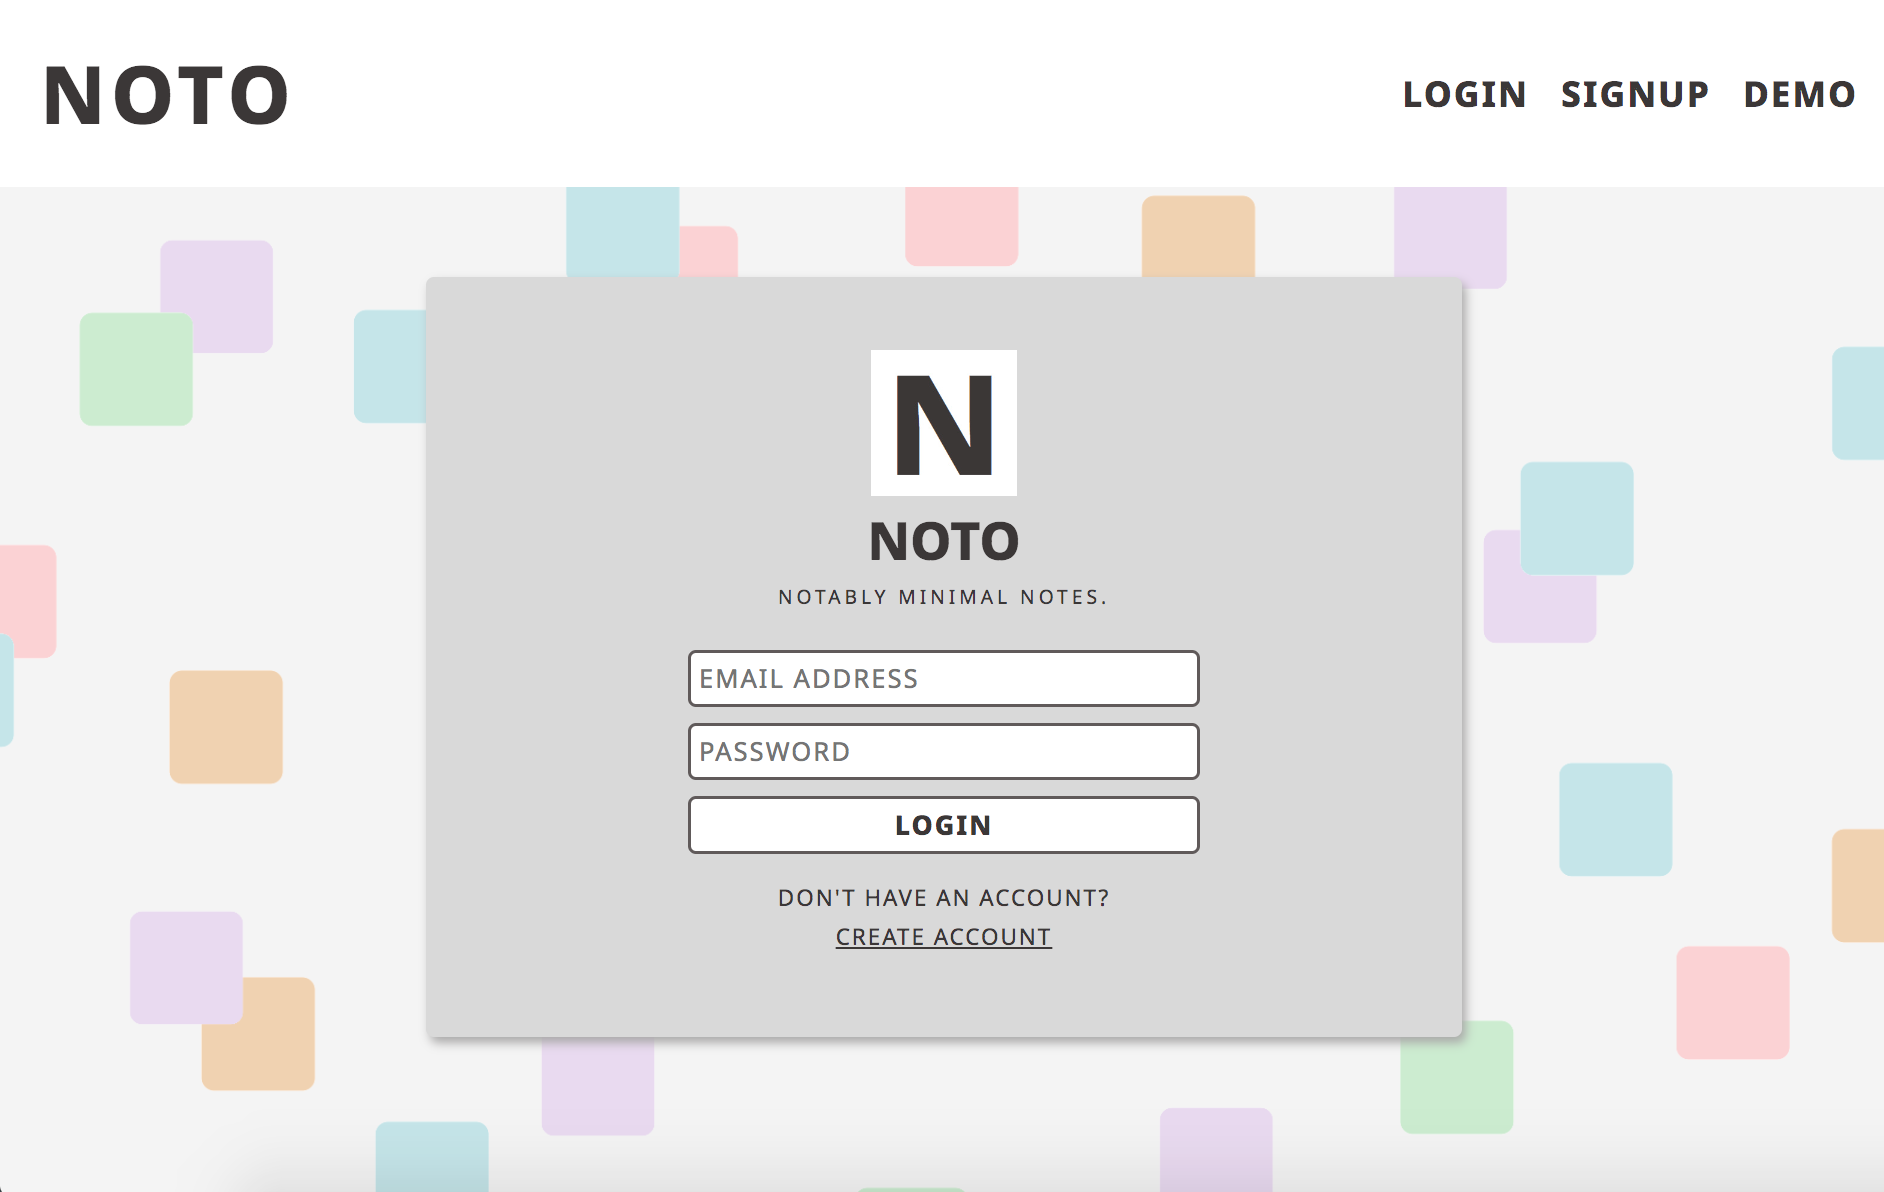 NOTO
LOGIN SIGNUP DEMO
N
NOTO
NOTABLY MINIMAL NOTES.
EMAIL ADDRESS
PASSWORD
LOGIN
DON'T HAVE AN ACCOUNT?
CREATE ACCOUNT